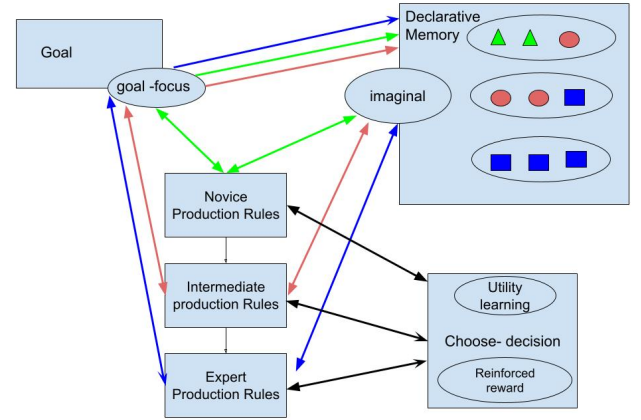 Goal
goal -focus
Declarative
Memory
imaginal
Novice
Production Rules
Intermediate
production Rules
Expert
Production Rules
Utility
learning
Choose- decision
Reinforced
reward